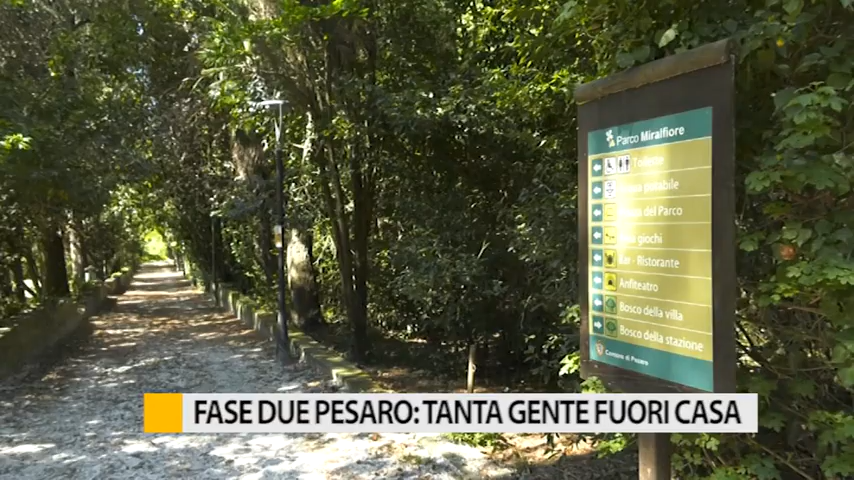 Parco Miralfiore
Toilette
potabile
del Parco
giochi
Bar - Ristorante
Anfiteatro
Bosco della villa
Bosco della stazione
Comune di Pesaro
FASE DUE PESARO: TANTA GENTE FUORI CASA